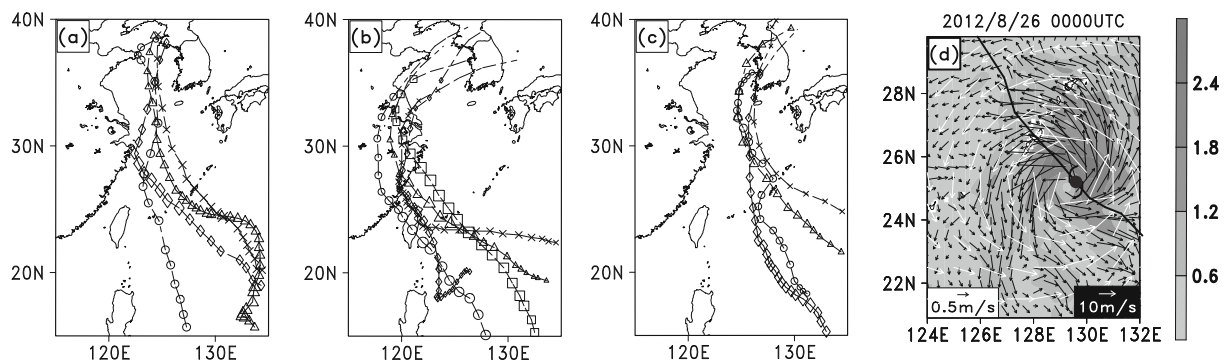 2012/8/26 0000UTC
40N
(a)
30N
20N
120E
130E
40N
(b)
30N
20N
120E
130E
40N
(c)
30N
20N
120E
130E
(d)
28N
26N
24N
22N
124E
126E
128E
130E
132E
0.5m/s
10m/s
2.4
1.8
1.2
0.6